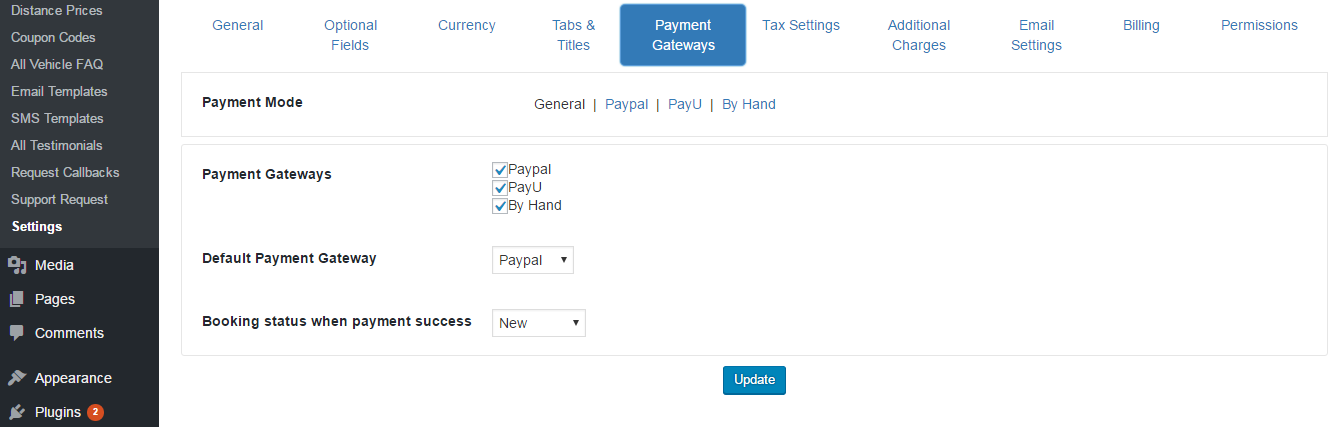 Distance Prices
Coupon Codes
All Vehicle FAQ
Email Templates
SMS Templates
All Testimonials
Request Callbacks
Support Request
Settings
Media
Pages
Comments
Appearance
Plugins 2
General
Optional
Fields
Currency
Tabs &
Titles
Payment
Gateways
Tax Settings
Additional
Charges
Email
Settings
Billing
Permissions
Payment Mode
General | Paypal | PayU | By Hand
Payment Gateways
Paypal
PayU
By Hand
Default Payment Gateway
Paypal
Booking status when payment success
New
Update